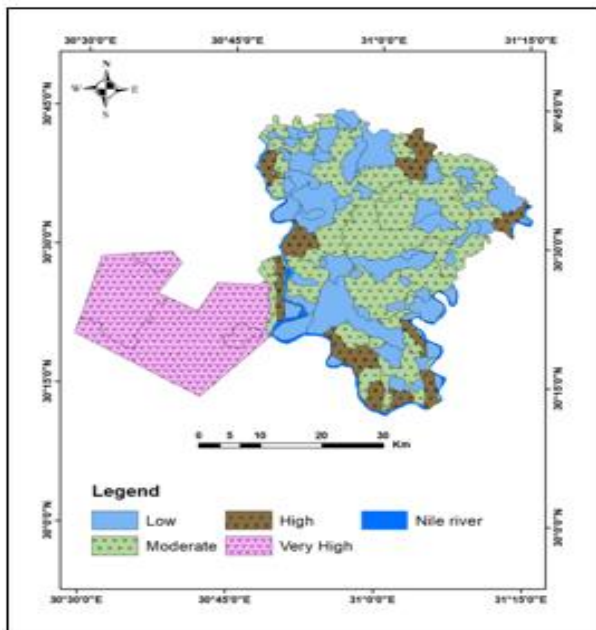 30°30'0"E 30°45'0"E 31°0'0"E 31°15'0"E
N
W E
S
30°45'0"N 30°45'0"N
30°30'0"N 30°30'0"N
30°15'0"N 30°15'0"N
0 5 10 20 30
Km
Legend
Low High Nile river
Moderate Very High
30°0'0"N 30°0'0"N
30°30'0"E 30°45'0"E 31°0'0"E 31°15'0"E